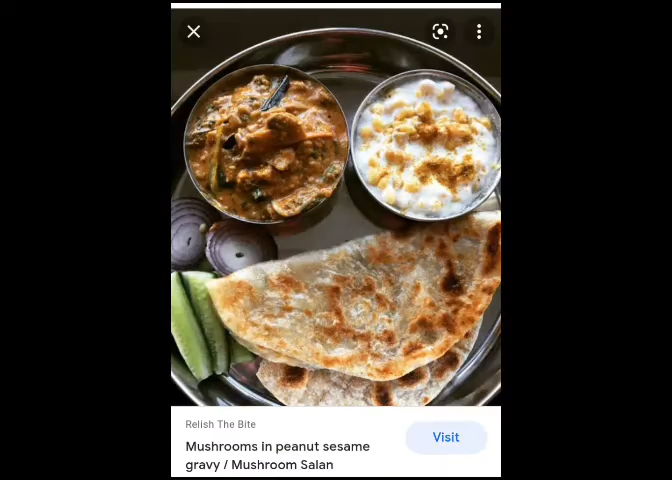 Relish The Bite
Mushrooms in peanut sesame
gravy / Mushroom Salan
Visit